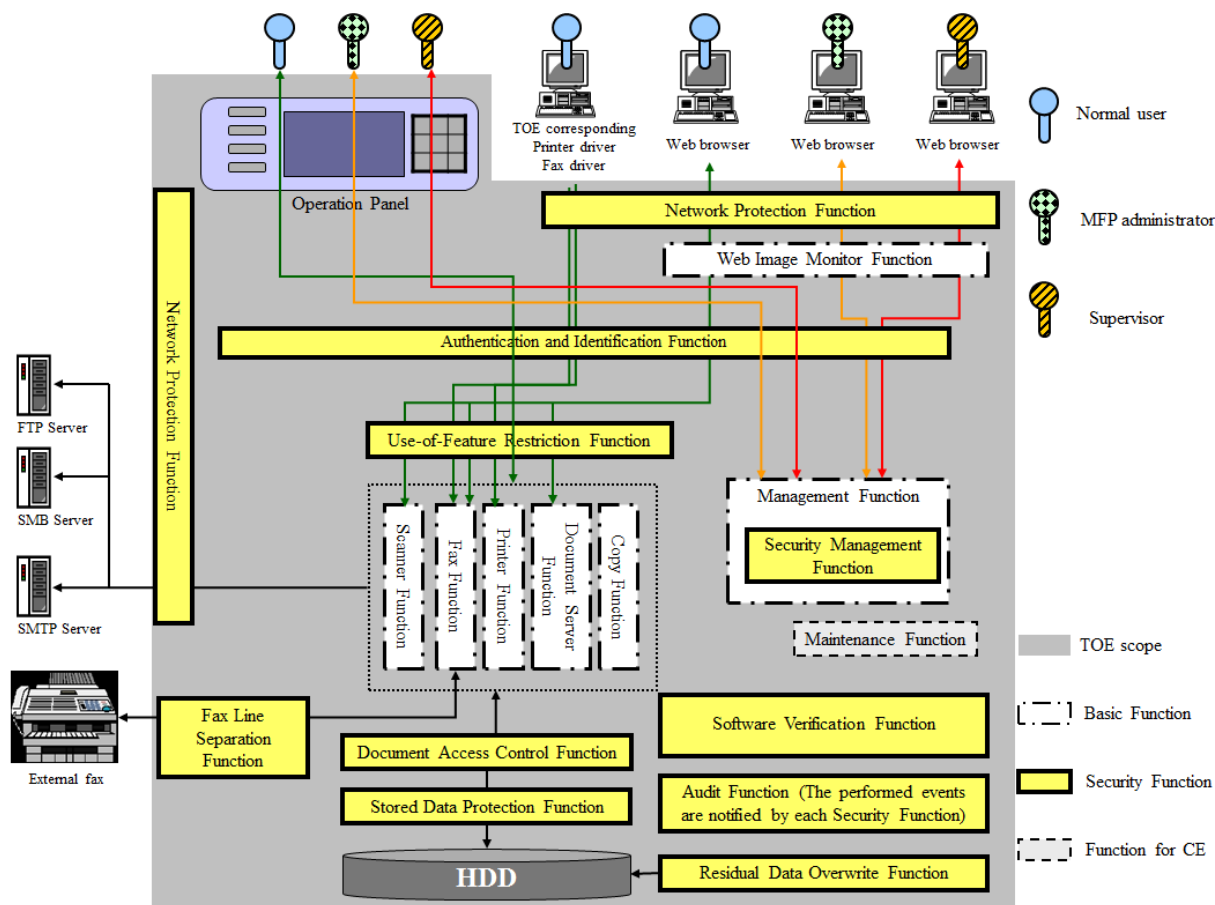 TOE corresponding
Printer driver
Fax driver
Web browser
Web browser
Web browser
Normal user
Operation Panel
Network Protection Function
MFP administrator
Web Image Monitor Function
Supervisor
Authentication and Identification Function
Network Protection Function
FTP Server
SMB Server
SMTP Server
Use-of-Feature Restriction Function
Scanner Function
Fax Function
Printer Function
Document Server
Function
Copy Function
Management Function
Security Management
Function
Maintenance Function
TOE scope
Basic Function
Security Function
Function for CE
External fax
Fax Line
Separation
Function
Document Access Control Function
Stored Data Protection Function
HDD
Software Verification Function
Audit Function (The performed events
are notified by each Security Function)
Residual Data Overwrite Function